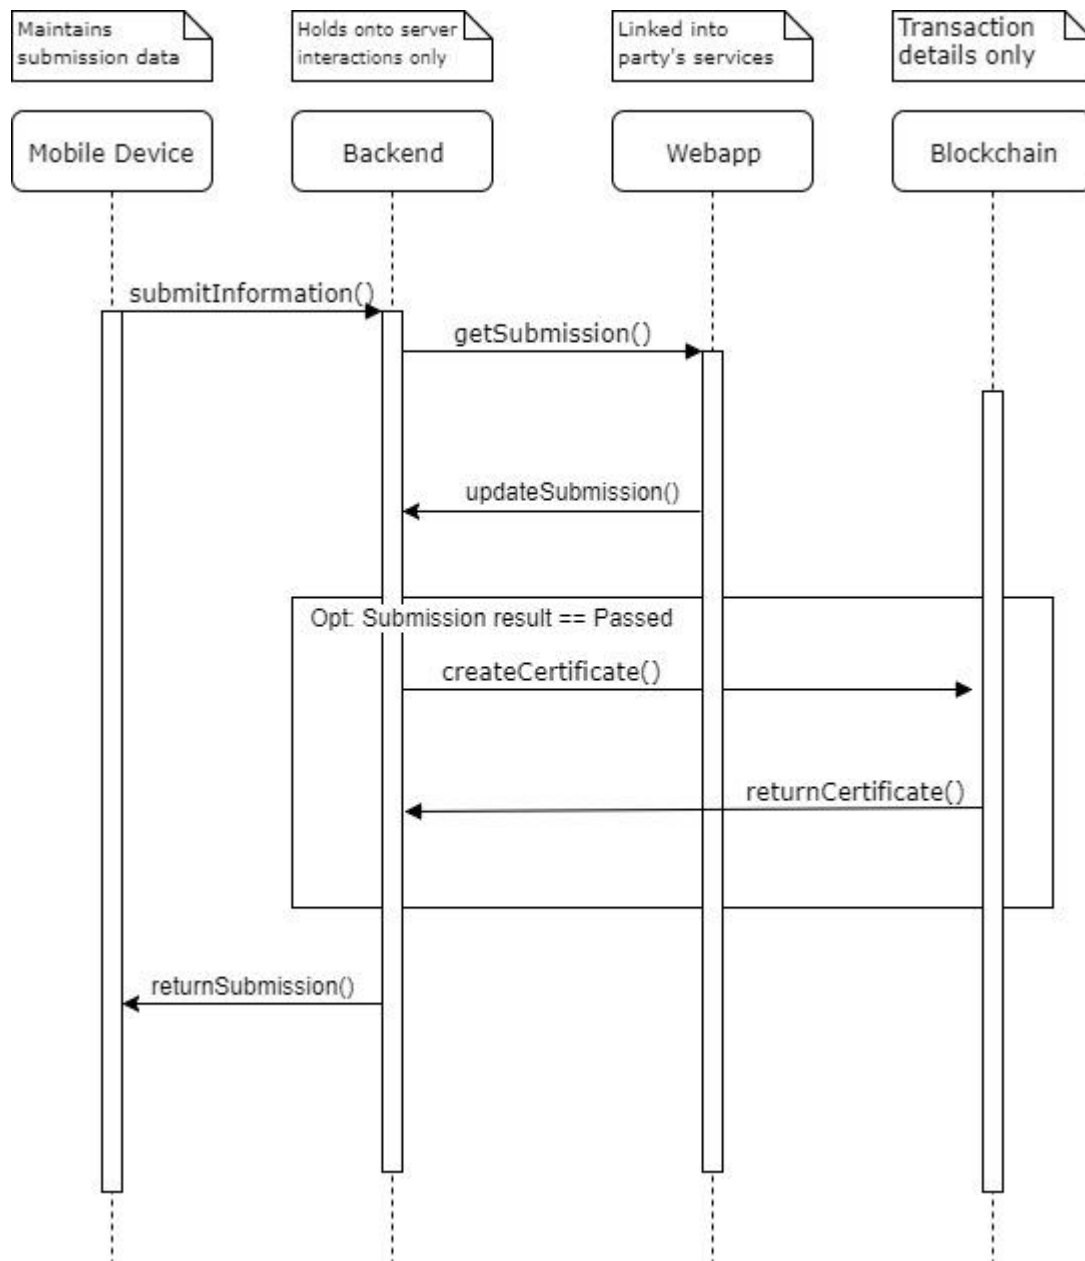 Maintains
submission data
Holds onto server
interactions only
Linked into
party's services
Transaction
details only
Mobile Device
Backend
Webapp
Blockchain
submitInformation()
getSubmission()
updateSubmission()
Opt: Submission result == Passed
createCertificate()
returnCertificate()
returnSubmission()